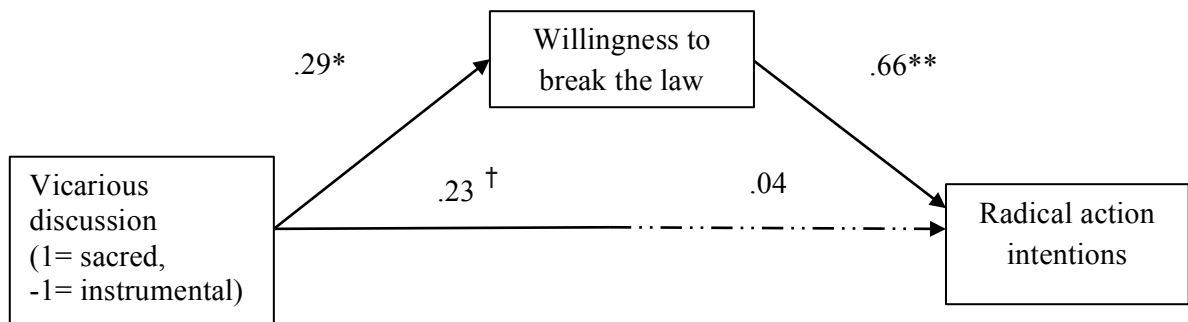 Willingness to
break the law
.29*
.66**
Vicarious
discussion
(1= sacred,
-1= instrumental)
.23 †
.04
Radical action
intentions